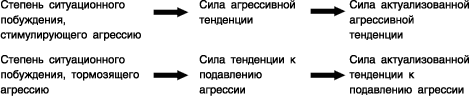 Степень ситуационного
побуждения,
стимулирующего агрессию
Сила агрессивной
тенденции
Сила актуализованной
агрессивной
тенденции
Степень ситуационного
побуждения, тормозящего
агрессию
Сила тенденции к
подавлению
агрессии
Сила актуализованной
тенденции к
подавлению агрессии